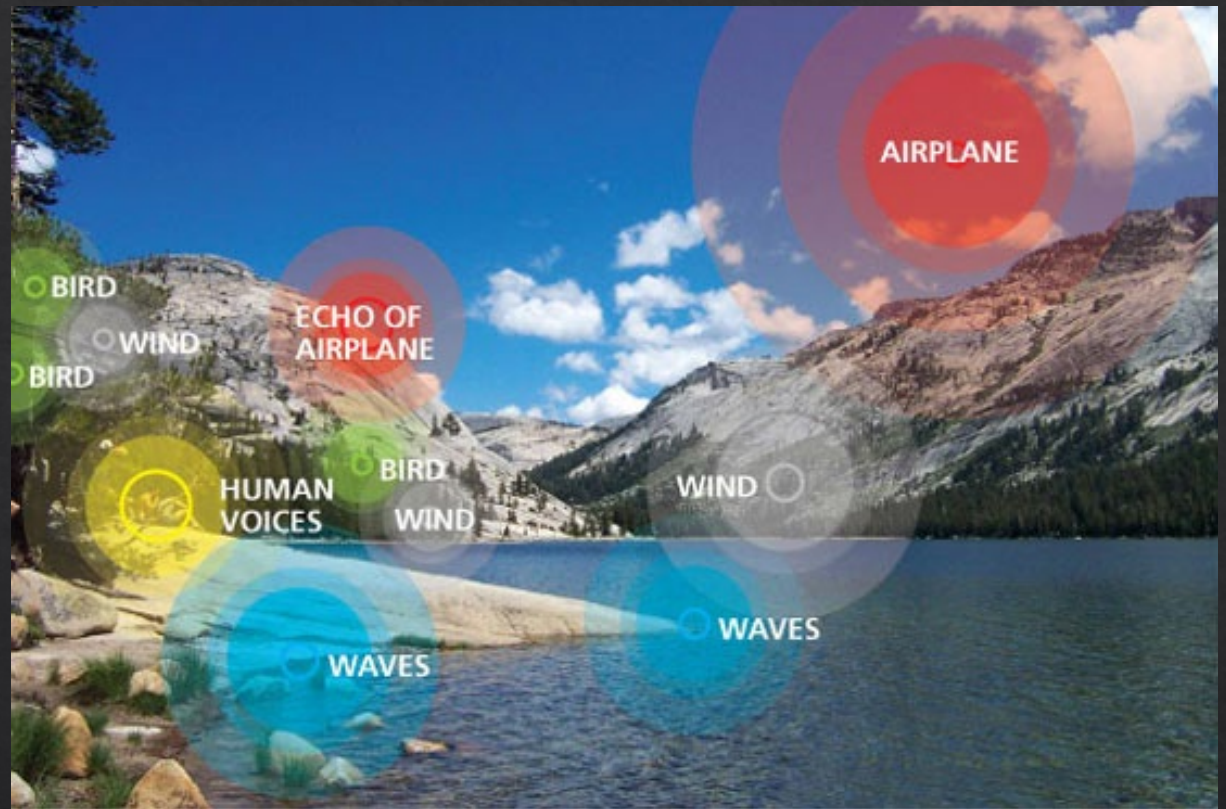 AIRPLANE
BIRD
WIND
ECHO OF
AIRPLANE
BIRD
BIRD
HUMAN
VOICES
WIND
WIND
WAVES
WAVES